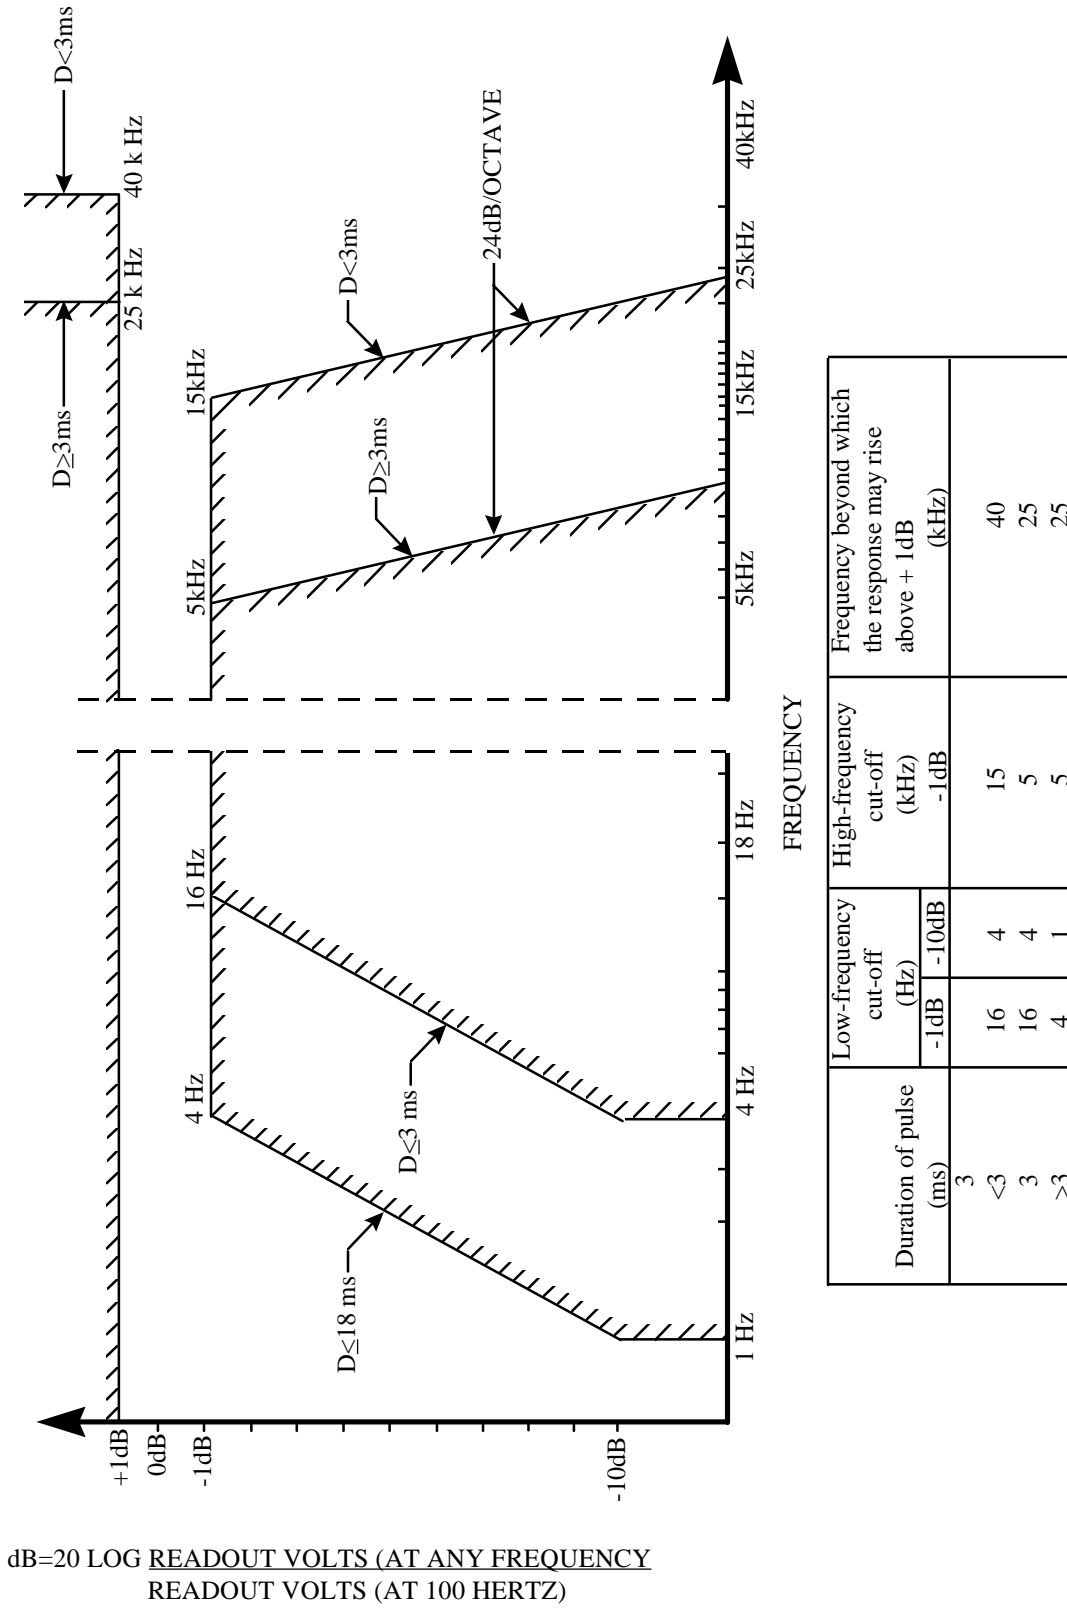 D<3ms
D≥3ms
40 k Hz
25 k Hz
+1dB
0dB
-1dB
-10dB
4 Hz
16 Hz
5kHz
15kHz
D≤18 ms
D≤3 ms
D≥3ms
D<3ms
24dB/OCTAVE
1 Hz
4 Hz
18 Hz
5kHz
15kHz
25kHz
40kHz
FREQUENCY
dB=20 LOG READOUT VOLTS (AT ANY FREQUENCY
READOUT VOLTS (AT 100 HERTZ)
Duration of pulse
(ms)
Low-frequency
cut-off
(Hz)
-1dB -10dB
High-frequency
cut-off
(kHz)
-1dB
Frequency beyond which
the response may rise
above + 1dB
(kHz)
3
<3 16 4 15 40
3 16 4 5 25
>3 4 1 5 25